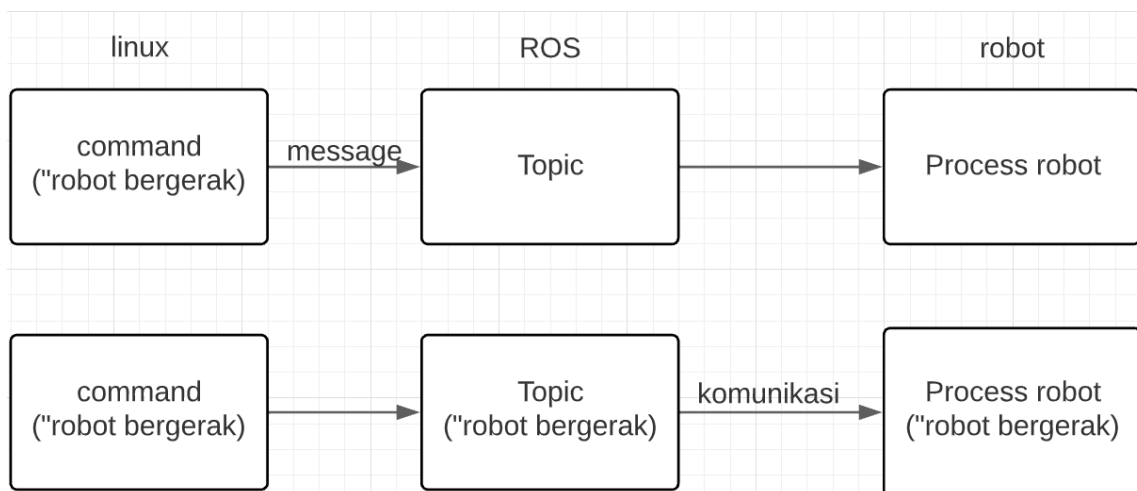 linux
ROS
robot
command
("robot bergerak)
message
Topic
Process robot
command
("robot bergerak)
Topic
("robot bergerak)
komunikasi
Process robot
("robot bergerak)